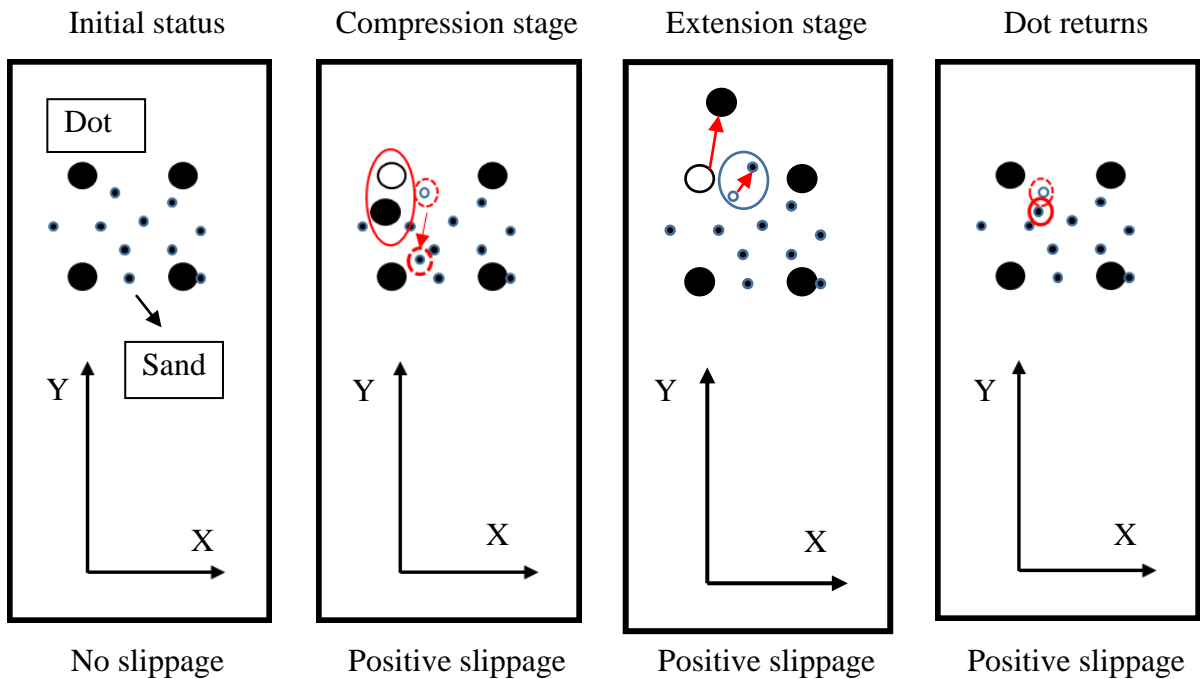 Initial status
Compression stage
Extension stage
Dot returns
Dot
Sand
Y
X
Y
X
Y
X
Y
X
No slippage
Positive slippage
Positive slippage
Positive slippage